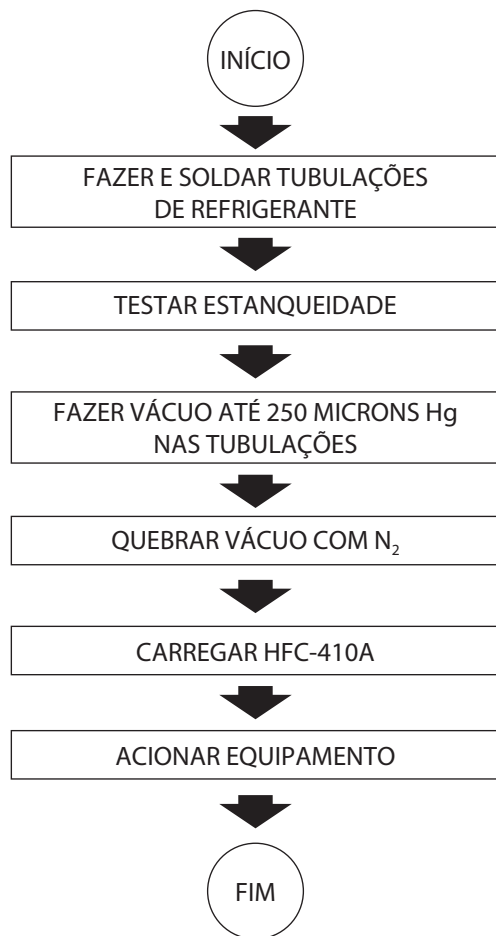 INÍCIO
FAZER E SOLDAR TUBULAÇÕES
DE REFRIGERANTE
TESTAR ESTANQUEIDADE
FAZER VÁCUO ATÉ 250 MICRONS Hg
NAS TUBULAÇÕES
QUEBRAR VÁCUO COM N₂
CARREGAR HFC-410A
ACIONAR EQUIPAMENTO
FIM